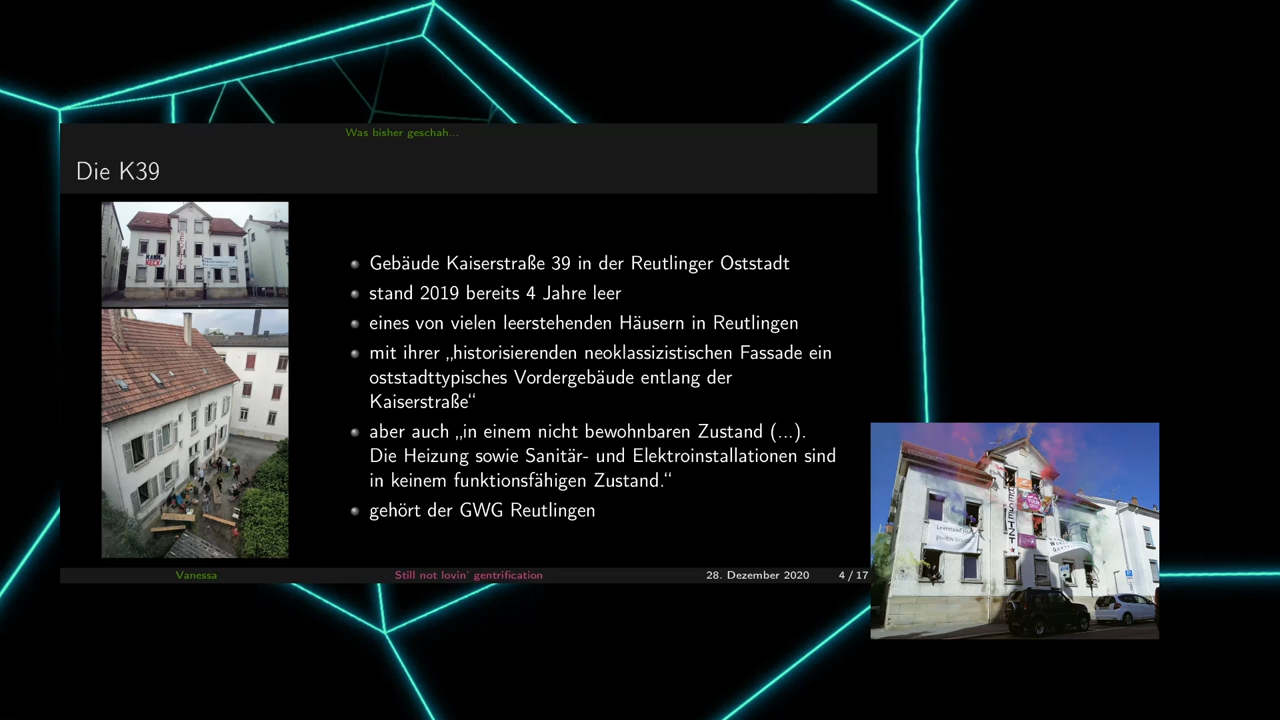 Was bisher geschah...
Die K39
Gebäude Kaiserstraße 39 in der Reutlinger Oststadt
stand 2019 bereits 4 Jahre leer
eines von vielen leerstehenden Häusern in Reutlingen
mit ihrer „historisierenden neoklassizistischen Fassade ein
oststadttypisches Vordergebäude entlang der
Kaiserstraße“
aber auch „in einem nicht bewohnbaren Zustand (...).
Die Heizung sowie Sanitär- und Elektroinstallationen sind
in keinem funktionsfähigen Zustand.“
gehört der GWG Reutlingen
Vanessa
Still not lovin' gentrification
28. Dezember 2020
4 / 17
BESETZT
Leerstand